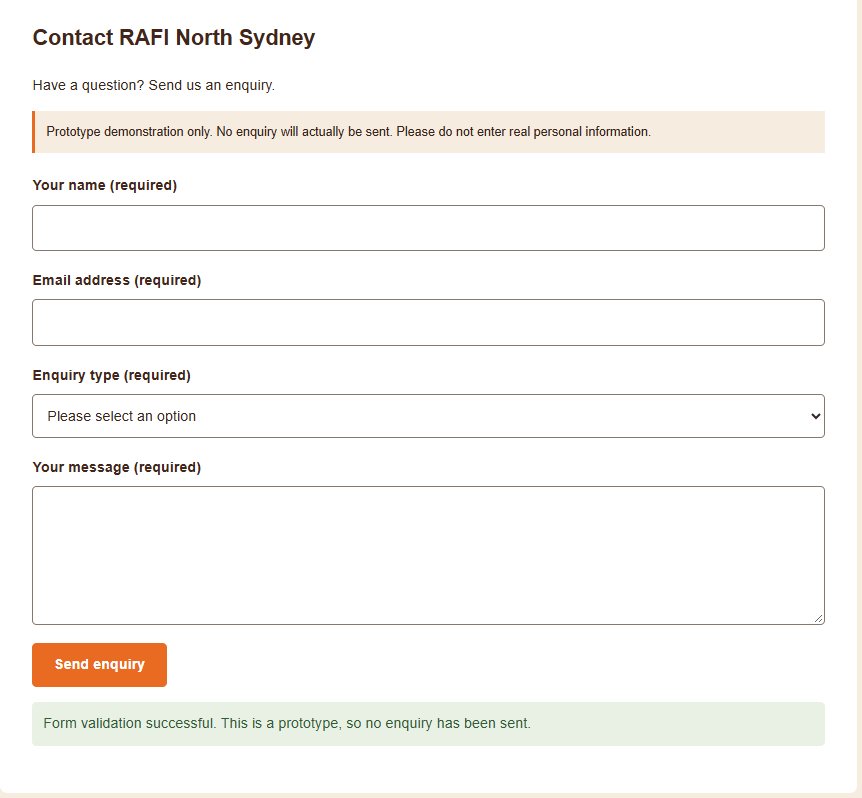 Contact RAFI North Sydney
Have a question? Send us an enquiry.
Prototype demonstration only. No enquiry will actually be sent. Please do not enter real personal information.
Your name (required)
Email address (required)
Enquiry type (required)
Please select an option
Your message (required)
Send enquiry
Form validation successful. This is a prototype, so no enquiry has been sent.